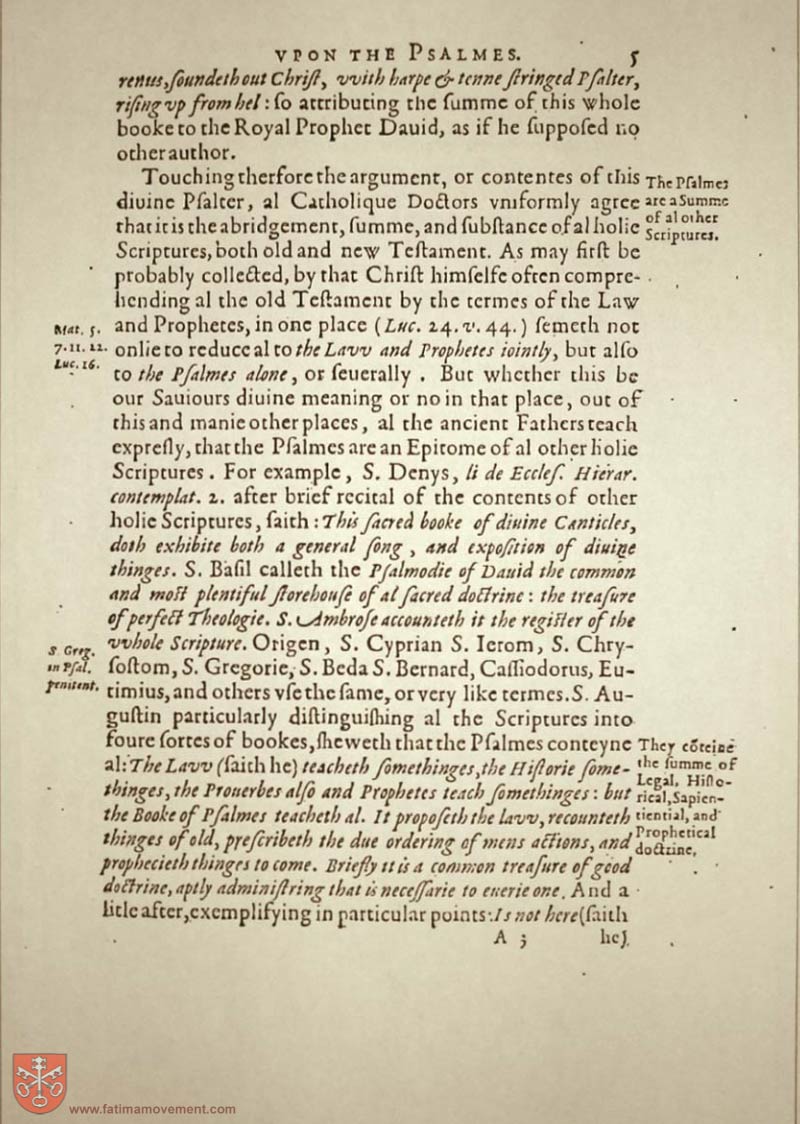 VPON THE PSALMES. 5
renus, ſoundeth out Chriſt, vvith harpe & tenne ſtringed Pſalter,
riſing vp from hel: ſo attributing the ſumme of this whole
booke to the Royal Prophet Dauid, as if he ſuppoſed no
other author.
Touching therfore the argument, or contentes of this
diuine Pſalter, al Catholique Doctors vniformly agree
that it is the abridgement, ſumme, and ſubſtance of al holie
Scriptures, both old and new Teſtament. As may firſt be
probably collected, by that Chriſt himſelfe often compre-
hending al the old Teſtament by the termes of the Law
and Prophetes, in one place (Luc. 24. v. 44.) ſemeth not
onlie to reduce al to the Lavv and Prophetes iointly, but alſo
to the Pſalmes alone, or ſeuerally. But whether this be
our Sauiours diuine meaning or no in that place, out of
this and manie other places, al the ancient Fathers teach
expreſly, that the Pſalmes are an Epitome of al other holie
Scriptures. For example, S. Denys, li de Eccleſ. Hierar.
contemplat. 2. after brief recital of the contents of other
holie Scriptures, ſaith: This ſacred booke of diuine Canticles,
doth exhibite both a general ſong, and expoſition of diuine
thinges. S. Baſil calleth the Pſalmodie of Dauid the common
and moſt plentiful ſtorehouſe of al ſacred doctrine: the treaſure
of perfect Theologie. S. Ambroſe accounteth it the regiſter of the
vvhole Scripture. Origen, S. Cyprian S. Ierom, S. Chry-
ſoſtom, S. Gregorie, S. Beda S. Bernard, Caſſiodorus, Eu-
timius, and others vſe the ſame, or very like termes. S. Au-
guſtin particularly diſtinguiſhing al the Scriptures into
foure ſortes of bookes, ſheweth that the Pſalmes conteyne
al: The Lavv (ſaith he) teacheth ſomethinges, the Hiſtorie ſome-
thinges, the Prouerbes alſo and Prophetes teach ſomethinges: but
the Booke of Pſalmes teacheth al. It propoſeth the lavv, recounteth
thinges of old, preſcribeth the due ordering of mens actions, and
prophecieth thinges to come. Briefly it is a common treaſure of good
doctrine, aptly adminiſtring that is neceſſarie to euerie one. And a
litle after, exemplifying in particular points: Is not here (ſaith
A 3 he)
The Pſalmes
are a Summe
of al other
Scriptures.
Mat. 5.
7. 11. 22.
Luc. 16.
S Greg.
in Pſal.
penitent.
They cōteine
the ſumme of
Legal, Hiſto-
rical, Sapien-
tiential, and
Prophetical
doctrine.
www.fatimamovement.com